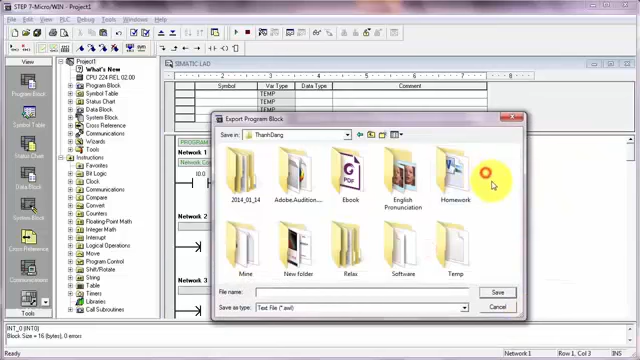 STEP 7-Micro/WIN - Project1
File Edit View PLC Debug Tools Windows Help
View
Program Block
Symbol Table
Status Chart
Data Block
System Block
Cross Reference
Tools
Project1
What's New
CPU 224 REL 02.00
Program Block
Symbol Table
Status Chart
Data Block
System Block
Cross Reference
Communications
Wizards
Tools
Instructions
Favorites
Bit Logic
Clock
Communications
Compare
Convert
Counters
Floating-Point Math
Integer Math
Interrupt
Logical Operations
Move
Program Control
Shift/Rotate
String
Table
Timers
Libraries
Call Subroutines
SIMATIC LAD
Symbol Var Type Data Type Comment
TEMP
TEMP
TEMP
Network 1
I0.0
Network 2
Network 3
Export Program Block
Save in: ThanhDang
2014_01_14
Adobe.Audition....
Ebook
English Pronunciation
Homework
Mine
New folder
Relax
Software
Temp
File name:
Save
Save as type: Text File (*.awl)
Cancel
INT_0 (INT0)
Block Size = 16 (bytes), 0 errors
Ready
Network 1
Row 1, Col 3